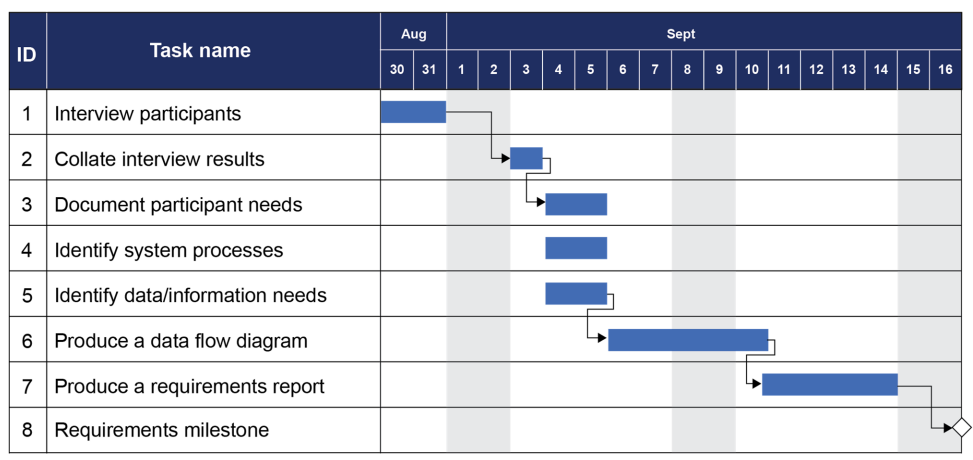 ID Task name Aug Sept
30 31 1 2 3 4 5 6 7 8 9 10 11 12 13 14 15 16
1 Interview participants
2 Collate interview results
3 Document participant needs
4 Identify system processes
5 Identify data/information needs
6 Produce a data flow diagram
7 Produce a requirements report
8 Requirements milestone